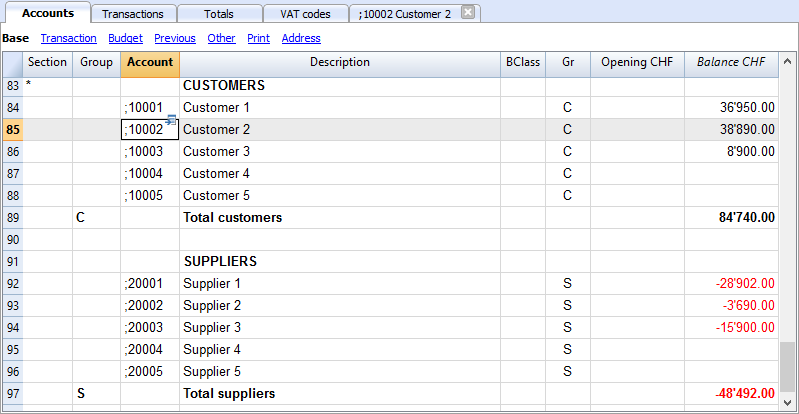 Accounts Transactions Totals VAT codes ;10002 Customer 2
Base Transaction Budget Previous Other Print Address
Section Group Account Description BClass Gr Opening CHF Balance CHF
83 * CUSTOMERS
84 ;10001 Customer 1 C 36'950.00
85 ;10002 Customer 2 C 38'890.00
86 ;10003 Customer 3 C 8'900.00
87 ;10004 Customer 4 C
88 ;10005 Customer 5 C
89 C Total customers 84'740.00
90
91 SUPPLIERS
92 ;20001 Supplier 1 S -28'902.00
93 ;20002 Supplier 2 S -3'690.00
94 ;20003 Supplier 3 S -15'900.00
95 ;20004 Supplier 4 S
96 ;20005 Supplier 5 S
97 S Total suppliers -48'492.00